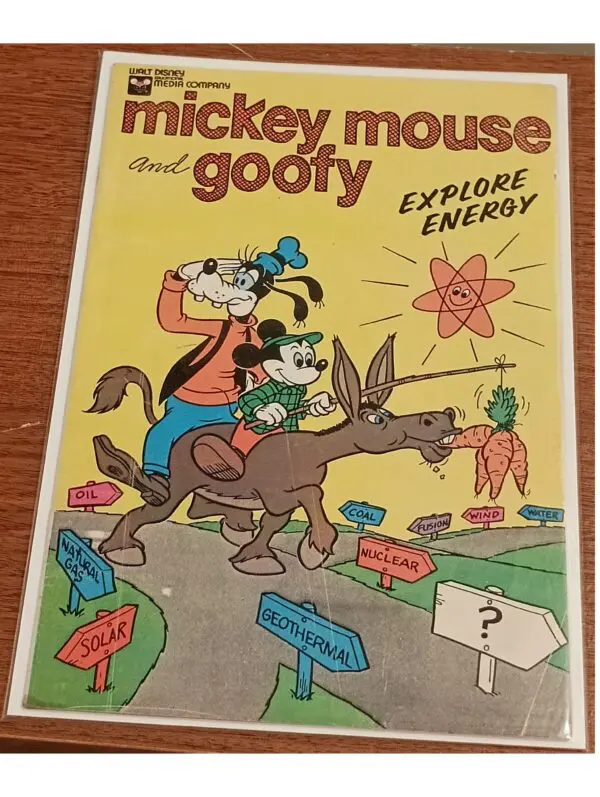 WALT DISNEY
EDUCATIONAL
MEDIA COMPANY
mickey mouse
and goofy
EXPLORE
ENERGY
OIL
COAL
FUSION
WIND
WATER
NATURAL
GAS
NUCLEAR
SOLAR
GEOTHERMAL
?